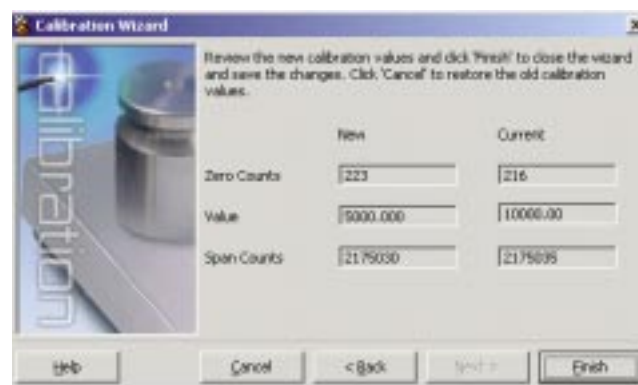 Calibration Wizard
Calibration
Review the new calibration values and click 'Finish' to close the wizard
and save the changes. Click 'Cancel' to restore the old calibration
values.
New Current
Zero Counts 223 216
Value 5000.000 10000.00
Span Counts 2175030 2175035
Help Cancel < Back Next > Finish